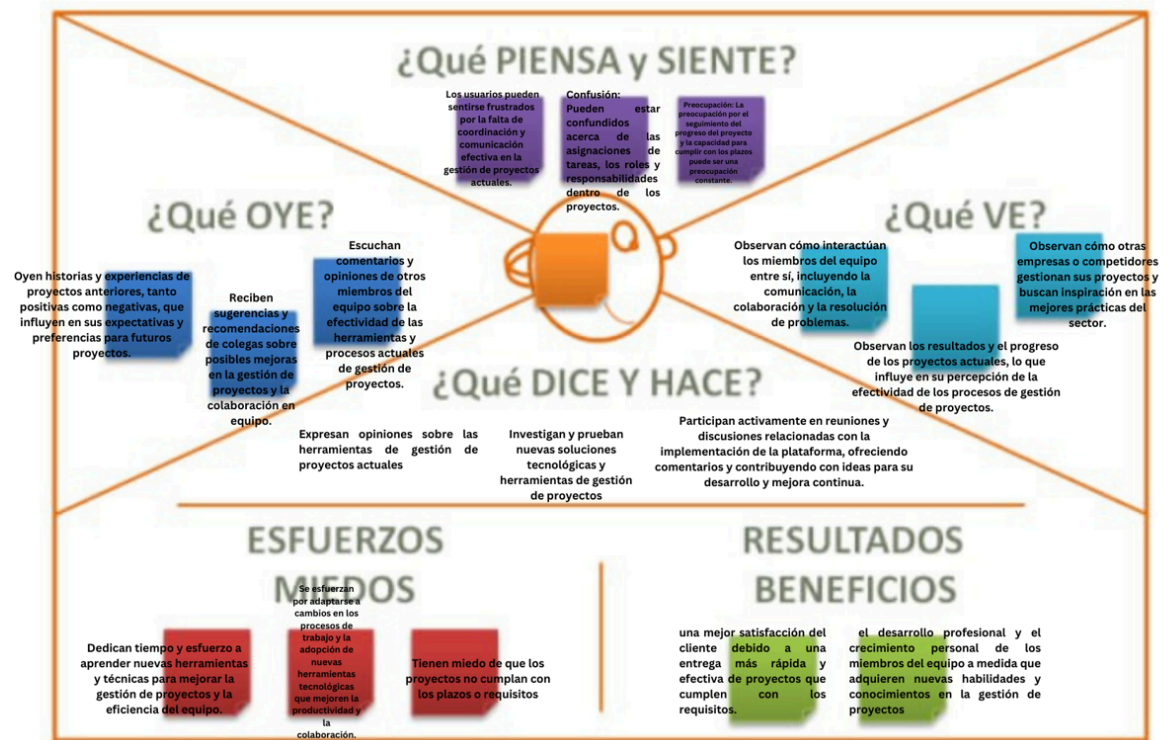 ¿Qué PIENSA y SIENTE?
Los usuarios pueden
sentirse frustrados
por la falta de
coordinación y
comunicación
efectiva en la
gestión de proyectos
actuales.
Confusión:
Pueden estar
confundidos
acerca de las
asignaciones de
tareas, los roles y
responsabilidades
dentro de los
proyectos.
Preocupación: La
preocupación por el
seguimiento del
progreso del proyecto
y la capacidad para
cumplir con los plazos
puede ser una
preocupación
constante.
¿Qué OYE?
Oyen historias y experiencias de
proyectos anteriores, tanto
positivas como negativas, que
influyen en sus expectativas y
preferencias para futuros
proyectos.
Reciben
sugerencias y
recomendaciones
de colegas sobre
posibles mejoras
en la gestión de
proyectos y la
colaboración en
equipo.
Escuchan
comentarios y
opiniones de otros
miembros del
equipo sobre la
efectividad de las
herramientas y
procesos actuales
de gestión de
proyectos.
¿Qué VE?
Observan cómo interactúan
los miembros del equipo
entre sí, incluyendo la
comunicación, la
colaboración y la resolución
de problemas.
Observan los resultados y el progreso
de los proyectos actuales, lo que
influye en su percepción de la
efectividad de los procesos de gestión
de proyectos.
Observan cómo otras
empresas o competidores
gestionan sus proyectos y
buscan inspiración en las
mejores prácticas del
sector.
¿Qué DICE Y HACE?
Expresan opiniones sobre las
herramientas de gestión de
proyectos actuales
Investigan y prueban
nuevas soluciones
tecnológicas y
herramientas de gestión
de proyectos
Participan activamente en reuniones y
discusiones relacionadas con la
implementación de la plataforma, ofreciendo
comentarios y contribuyendo con ideas para su
desarrollo y mejora continua.
ESFUERZOS
MIEDOS
Dedican tiempo y esfuerzo a
aprender nuevas herramientas
y técnicas para mejorar la
gestión de proyectos y la
eficiencia del equipo.
Se esfuerzan
por adaptarse a
cambios en los
procesos de
trabajo y la
adopción de
nuevas
herramientas
tecnológicas
que mejoren la
productividad y
la
colaboración.
Tienen miedo de que los
proyectos no cumplan con
los plazos o requisitos
RESULTADOS
BENEFICIOS
una mejor satisfacción del
cliente debido a una
entrega más rápida y
efectiva de proyectos que
cumplen con los
requisitos.
el desarrollo profesional y el
crecimiento personal de los
miembros del equipo a medida que
adquieren nuevas habilidades y
conocimientos en la gestión de
proyectos